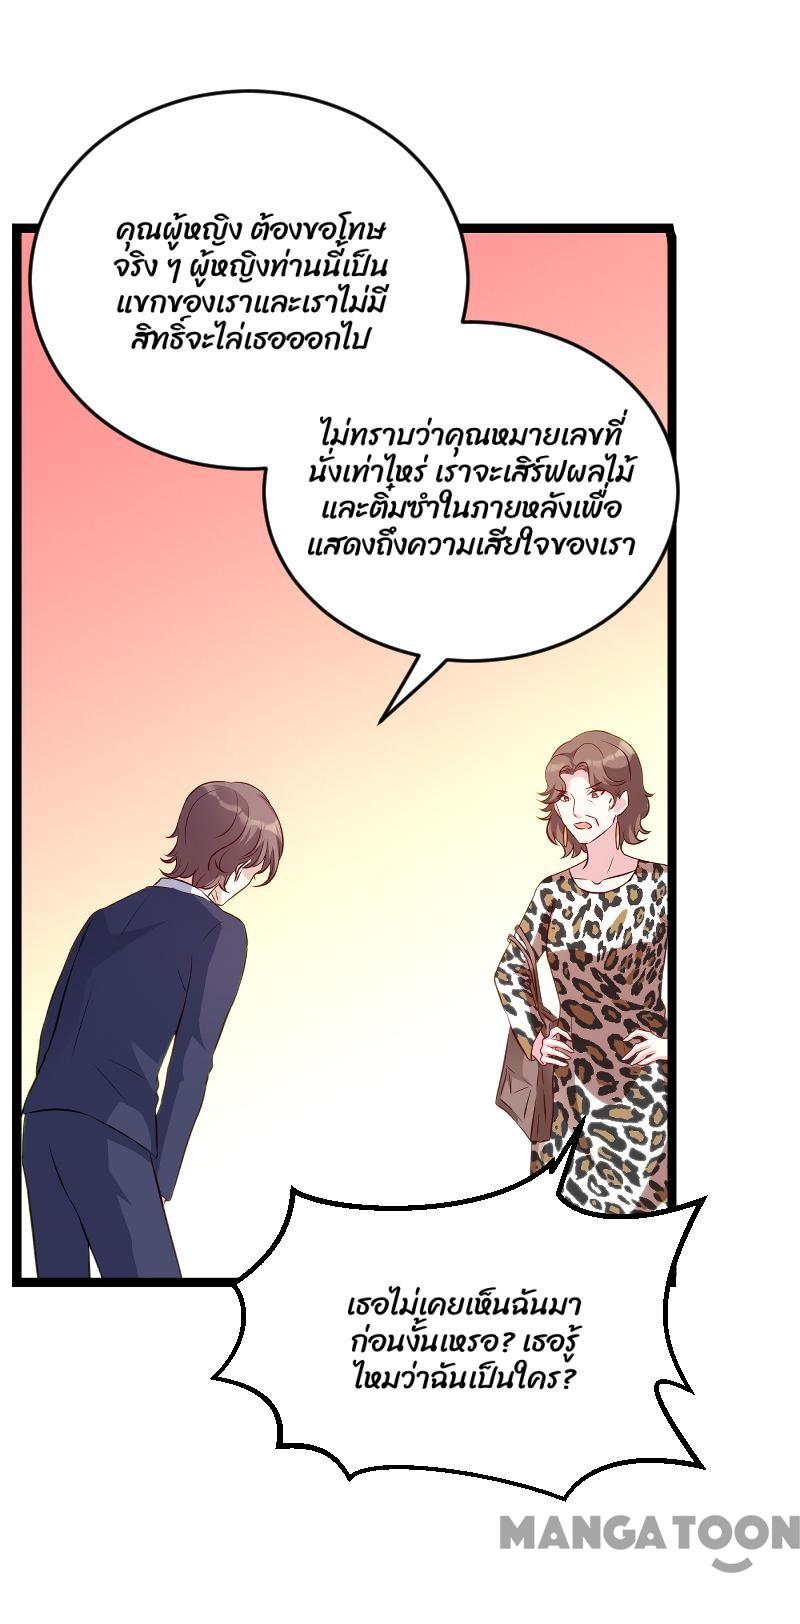 คุณผู้หญิง ต้องขอโทษ
จริง ๆ ผู้หญิงท่านนี้เป็น
แขกของเราและเราไม่มี
สิทธิ์จะไล่เธอออกไป
ไม่ทราบว่าคุณหมายเลขที่
นั่งเท่าไหร่ เราจะเสิร์ฟผลไม้
และติ่มซำในภายหลังเพื่อ
แสดงถึงความเสียใจของเรา
เธอไม่เคยเห็นฉันมา
ก่อนงั้นเหรอ? เธอรู้
ไหมว่าฉันเป็นใคร?
MANGATOON